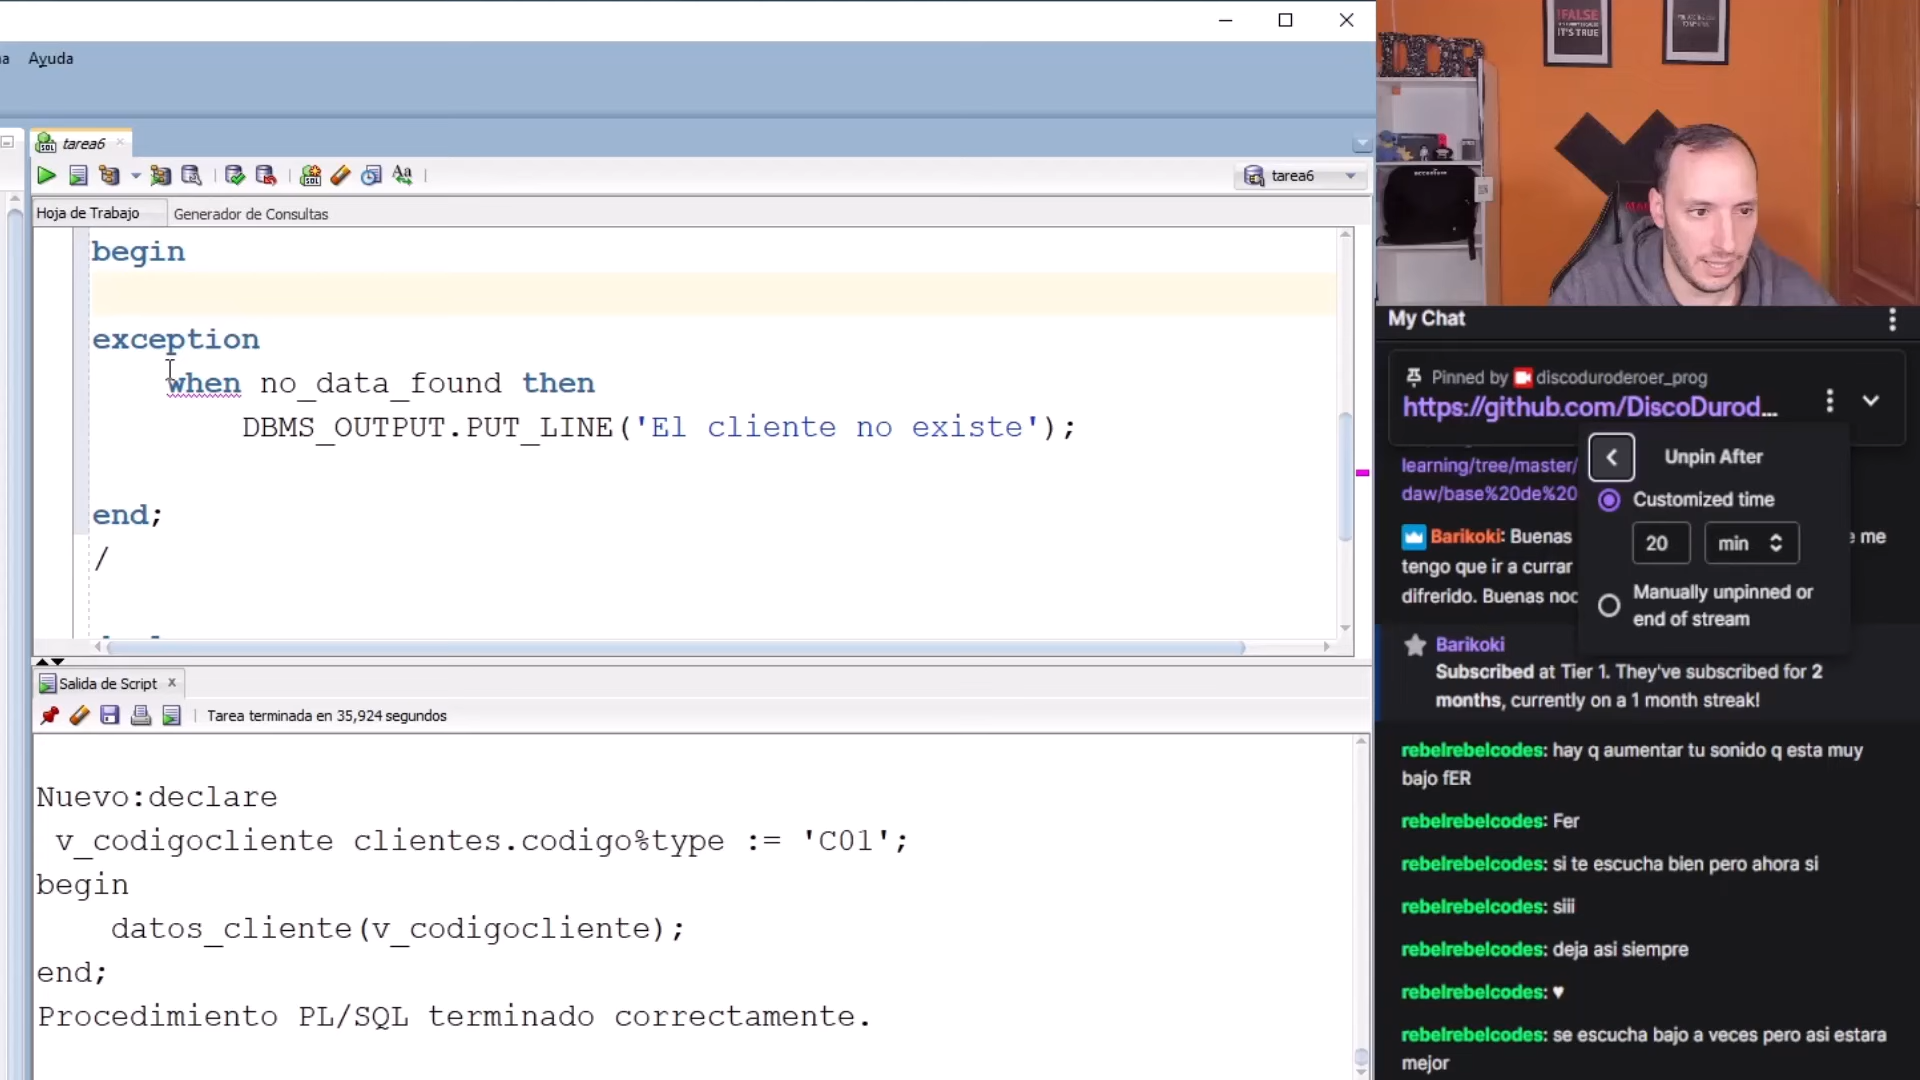 a Ayuda
tarea6
tarea6
Hoja de Trabajo Generador de Consultas
begin
exception
when no_data_found then
DBMS_OUTPUT.PUT_LINE('El cliente no existe');
end;
/
Salida de Script
Tarea terminada en 35,924 segundos
Nuevo:declare
v_codigocliente clientes.codigo%type := 'C01';
begin
datos_cliente(v_codigocliente);
end;
Procedimiento PL/SQL terminado correctamente.
!FALSE
IT'S TRUE
My Chat
Pinned by discoduroderoer_prog
https://github.com/DiscoDurod...
learning/tree/master/
daw/base%20de%20
Unpin After
Customized time
20 min
Manually unpinned or
end of stream
Barikoki: Buenas e me
tengo que ir a currar
difrerido. Buenas noc
Barikoki
Subscribed at Tier 1. They've subscribed for 2
months, currently on a 1 month streak!
rebelrebelcodes: hay q aumentar tu sonido q esta muy
bajo fER
rebelrebelcodes: Fer
rebelrebelcodes: si te escucha bien pero ahora si
rebelrebelcodes: siii
rebelrebelcodes: deja asi siempre
rebelrebelcodes: ♥
rebelrebelcodes: se escucha bajo a veces pero asi estara
mejor